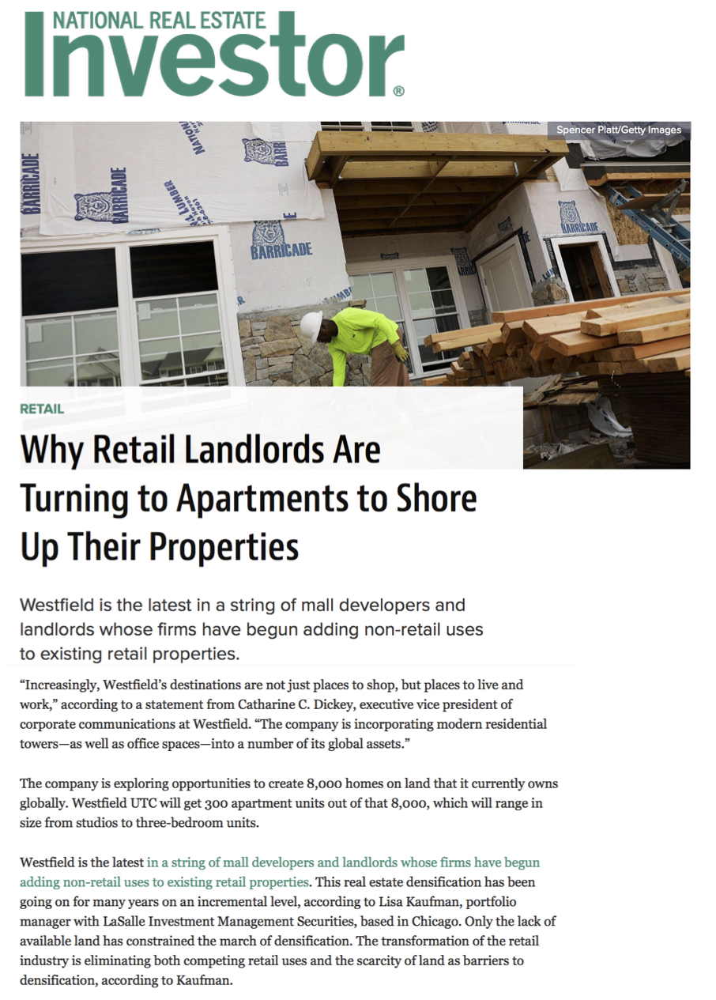 NATIONAL REAL ESTATE
Investor®
Spencer Platt/Getty Images
BARRICADE
BARRICADE
BARRICADE
BARRICADE
RETAIL
Why Retail Landlords Are
Turning to Apartments to Shore
Up Their Properties
Westfield is the latest in a string of mall developers and
landlords whose firms have begun adding non-retail uses
to existing retail properties.
“Increasingly, Westfield’s destinations are not just places to shop, but places to live and
work,” according to a statement from Catharine C. Dickey, executive vice president of
corporate communications at Westfield. “The company is incorporating modern residential
towers—as well as office spaces—into a number of its global assets.”
The company is exploring opportunities to create 8,000 homes on land that it currently owns
globally. Westfield UTC will get 300 apartment units out of that 8,000, which will range in
size from studios to three-bedroom units.
Westfield is the latest in a string of mall developers and landlords whose firms have begun
adding non-retail uses to existing retail properties. This real estate densification has been
going on for many years on an incremental level, according to Lisa Kaufman, portfolio
manager with LaSalle Investment Management Securities, based in Chicago. Only the lack of
available land has constrained the march of densification. The transformation of the retail
industry is eliminating both competing retail uses and the scarcity of land as barriers to
densification, according to Kaufman.